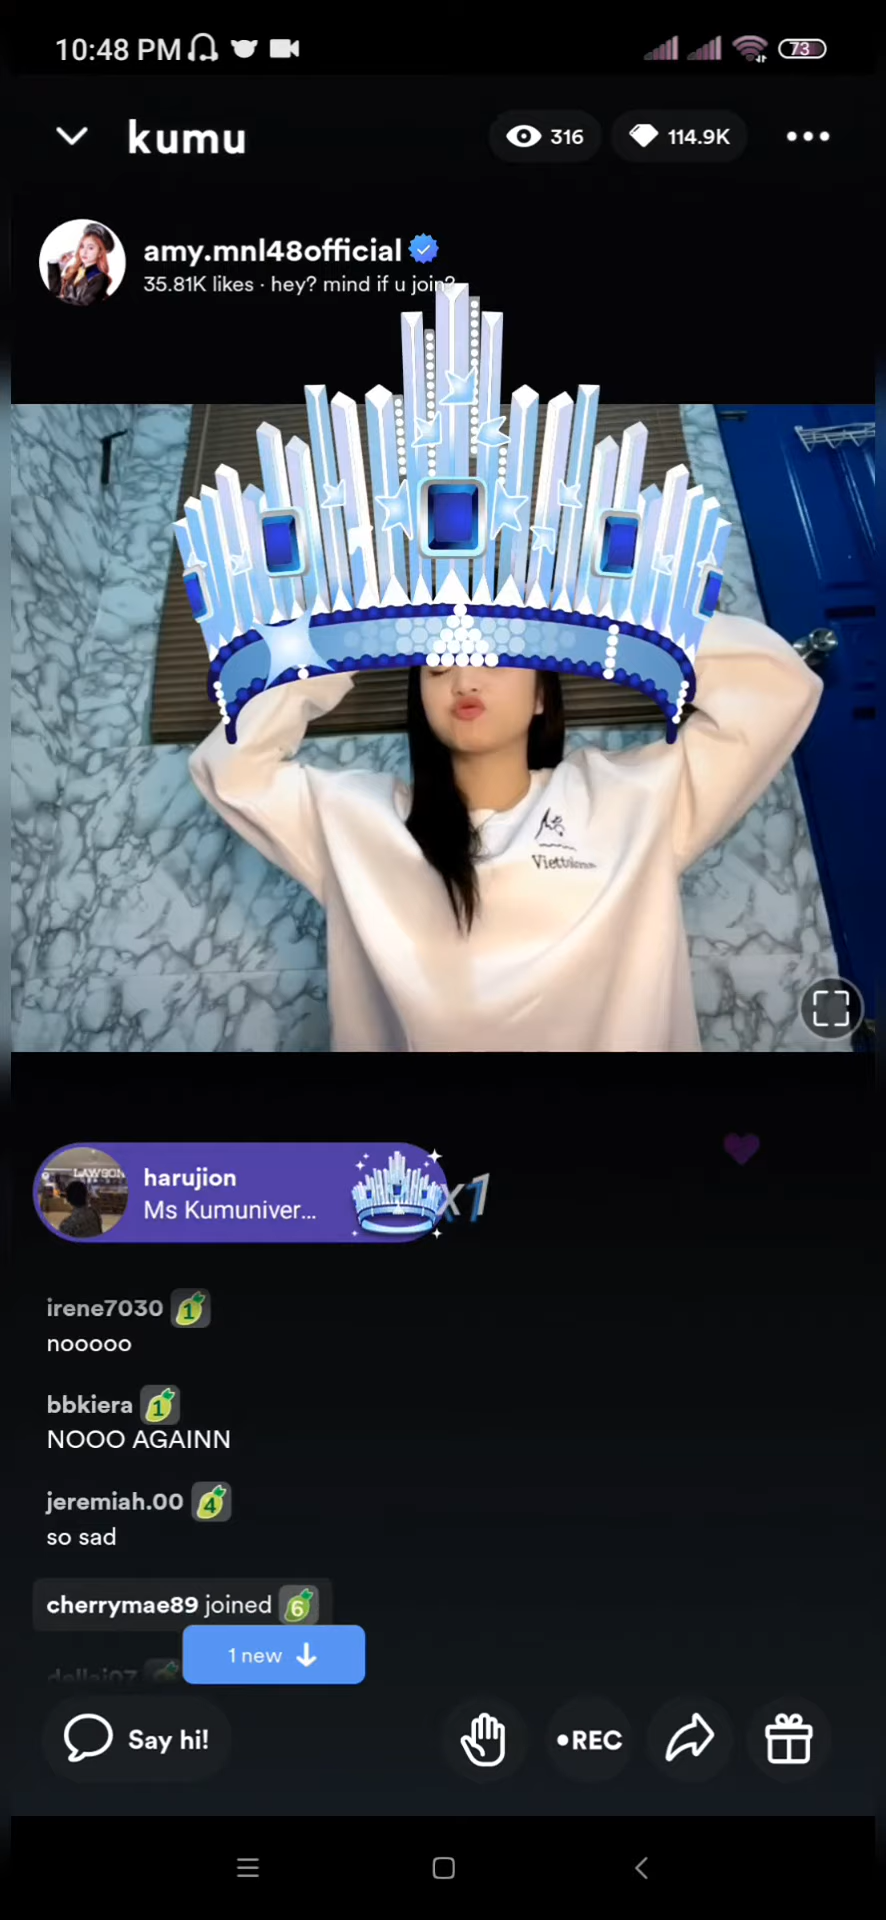 10:48 PM
73
kumu
316
114.9K
amy.mnl48official
35.81K likes · hey? mind if u join?
LAWSON
harujion
Ms Kumuniver...
x1
irene7030 1
nooooo
bbkiera 1
NOOO AGAINN
jeremiah.00 4
so sad
cherrymae89 joined 6
1 new
Say hi!
•REC